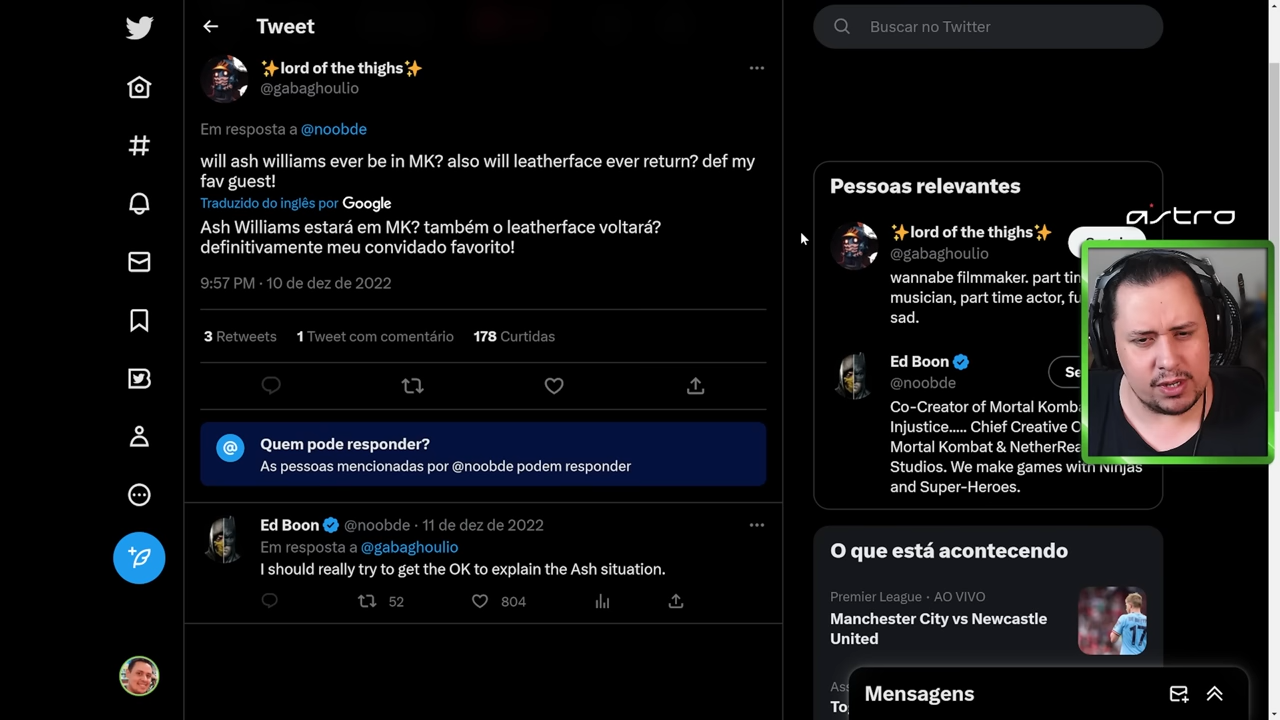 Tweet
✨lord of the thighs✨
@gabaghoulio
Em resposta a @noobde
will ash williams ever be in MK? also will leatherface ever return? def my
fav guest!
Traduzido do inglês por Google
Ash Williams estará em MK? também o leatherface voltará?
definitivamente meu convidado favorito!
9:57 PM · 10 de dez de 2022
3 Retweets 1 Tweet com comentário 178 Curtidas
Quem pode responder?
As pessoas mencionadas por @noobde podem responder
Ed Boon @noobde · 11 de dez de 2022
Em resposta a @gabaghoulio
I should really try to get the OK to explain the Ash situation.
52 804
Buscar no Twitter
Pessoas relevantes
astro
✨lord of the thighs✨
@gabaghoulio
wannabe filmmaker. part
musician, part time actor,
sad.
Ed Boon
@noobde
Co-Creator of Mortal
Injustice..... Chief Creative
Mortal Kombat &
Studios. We make games with Ninjas
and Super-Heroes.
O que está acontecendo
Premier League · AO VIVO
Manchester City vs Newcastle
United
17
Mensagens